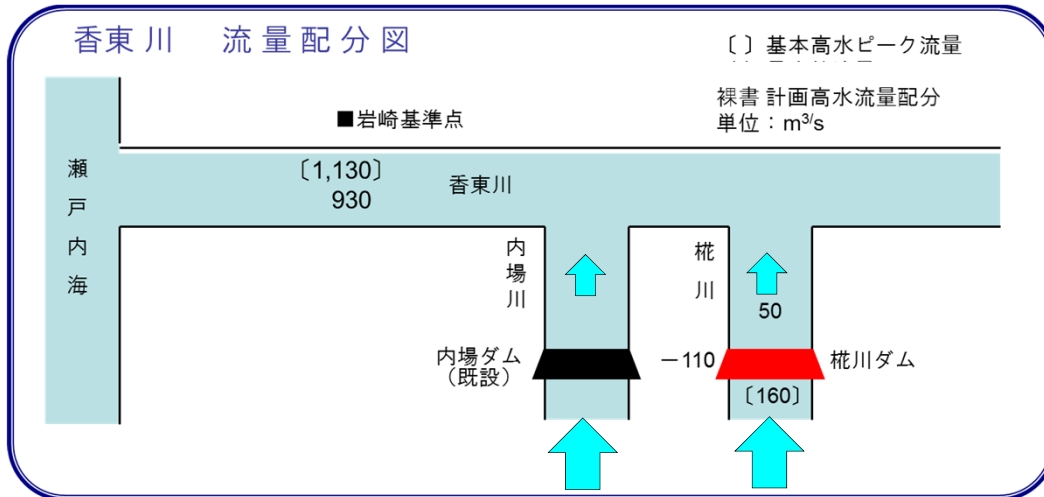 香東川 流量配分図
〔 〕基本高水ピーク流量
裸書 計画高水流量配分
単位:m³/s
■岩崎基準点
瀬戸内海
〔1,130〕
930
香東川
内場川
椛川
50
内場ダム
(既設)
－110
椛川ダム
〔160〕